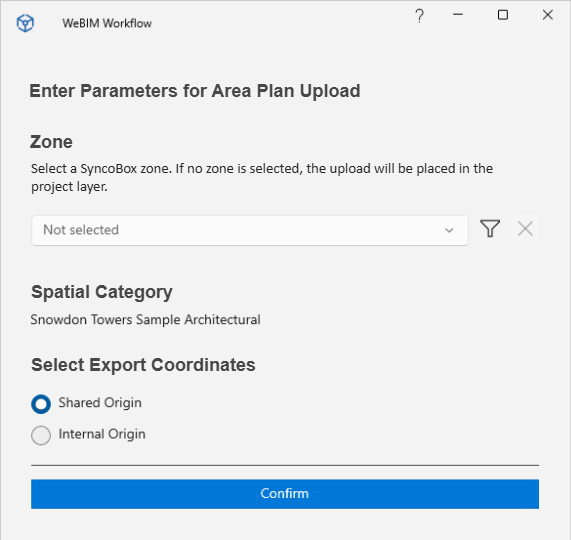 WeBIM Workflow
?
Enter Parameters for Area Plan Upload
Zone
Select a SyncoBox zone. If no zone is selected, the upload will be placed in the
project layer.
Not selected
Spatial Category
Snowdon Towers Sample Architectural
Select Export Coordinates
Shared Origin
Internal Origin
Confirm